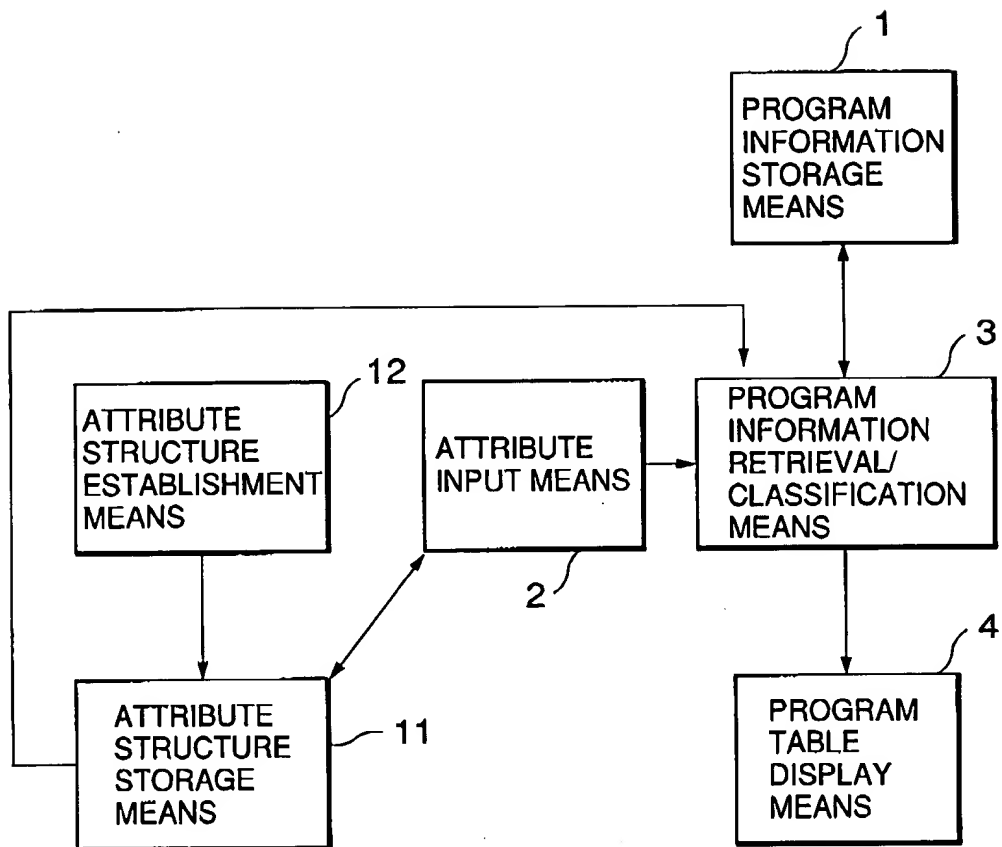 1
PROGRAM
INFORMATION
STORAGE
MEANS
3
PROGRAM
INFORMATION
RETRIEVAL/
CLASSIFICATION
MEANS
12
ATTRIBUTE
STRUCTURE
ESTABLISHMENT
MEANS
ATTRIBUTE
INPUT MEANS
2
11
ATTRIBUTE
STRUCTURE
STORAGE
MEANS
4
PROGRAM
TABLE
DISPLAY
MEANS